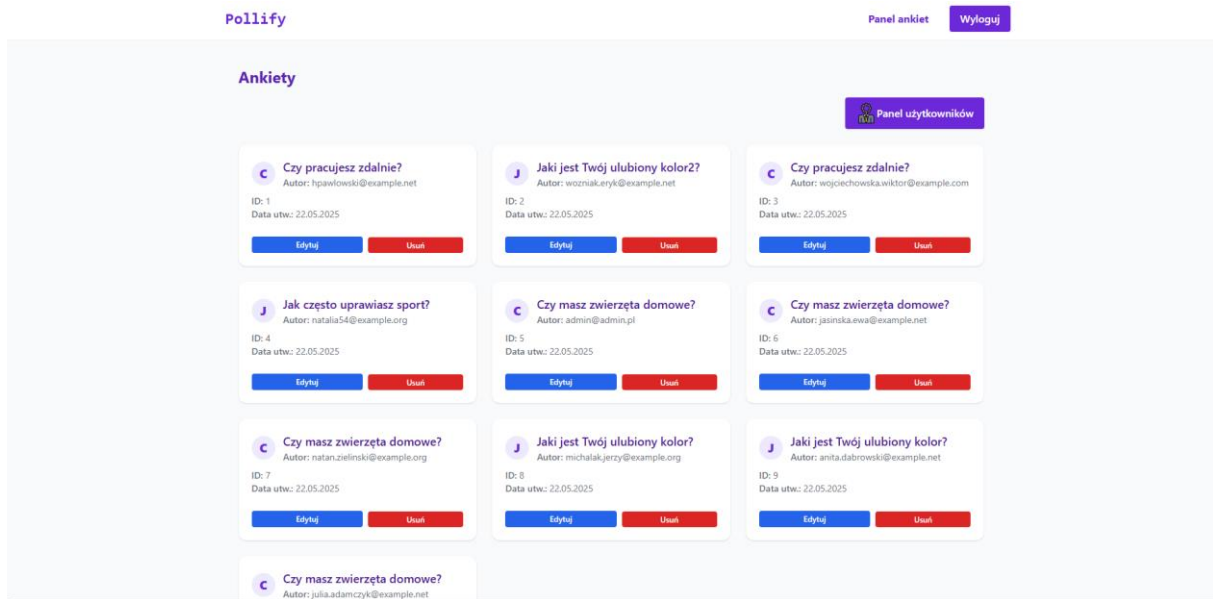 Pollify
Panel ankiet
Wyloguj
Ankiety
Panel użytkowników
C
Czy pracujesz zdalnie?
Autor: hpawlowski@example.net
ID: 1
Data utw.: 22.05.2025
Edytuj
Usuń
J
Jaki jest Twój ulubiony kolor2?
Autor: wozniak.eryk@example.net
ID: 2
Data utw.: 22.05.2025
Edytuj
Usuń
C
Czy pracujesz zdalnie?
Autor: wojciechowska.wiktor@example.com
ID: 3
Data utw.: 22.05.2025
Edytuj
Usuń
J
Jak często uprawiasz sport?
Autor: natalia54@example.org
ID: 4
Data utw.: 22.05.2025
Edytuj
Usuń
C
Czy masz zwierzęta domowe?
Autor: admin@admin.pl
ID: 5
Data utw.: 22.05.2025
Edytuj
Usuń
C
Czy masz zwierzęta domowe?
Autor: jasinska.ewa@example.net
ID: 6
Data utw.: 22.05.2025
Edytuj
Usuń
C
Czy masz zwierzęta domowe?
Autor: natan.zielinski@example.org
ID: 7
Data utw.: 22.05.2025
Edytuj
Usuń
J
Jaki jest Twój ulubiony kolor?
Autor: michalak.jerzy@example.org
ID: 8
Data utw.: 22.05.2025
Edytuj
Usuń
J
Jaki jest Twój ulubiony kolor?
Autor: anita.dabrowski@example.net
ID: 9
Data utw.: 22.05.2025
Edytuj
Usuń
C
Czy masz zwierzęta domowe?
Autor: julia.adamczyk@example.net